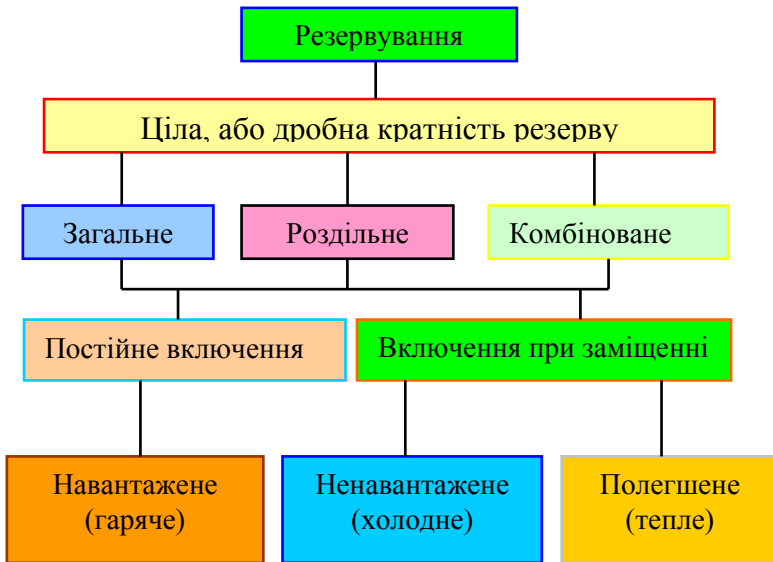 Резервування
Ціла, або дробна кратність резерву
Загальне
Роздільне
Комбіноване
Постійне включення
Включення при заміщенні
Навантажене
(гаряче)
Ненавантажене
(холодне)
Полегшене
(тепле)